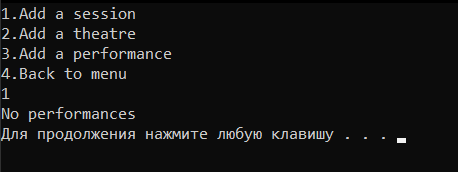 1.Add a session
2.Add a theatre
3.Add a performance
4.Back to menu
1
No performances
Для продолжения нажмите любую клавишу . . .